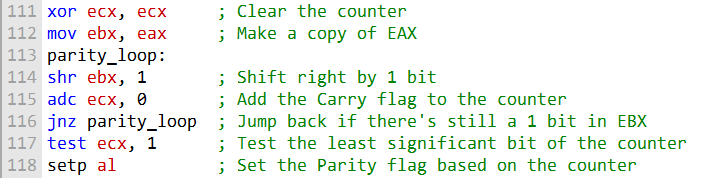 111 xor ecx, ecx ; Clear the counter
112 mov ebx, eax ; Make a copy of EAX
113 parity_loop:
114 shr ebx, 1 ; Shift right by 1 bit
115 adc ecx, 0 ; Add the Carry flag to the counter
116 jnz parity_loop ; Jump back if there's still a 1 bit in EBX
117 test ecx, 1 ; Test the least significant bit of the counter
118 setp al ; Set the Parity flag based on the counter